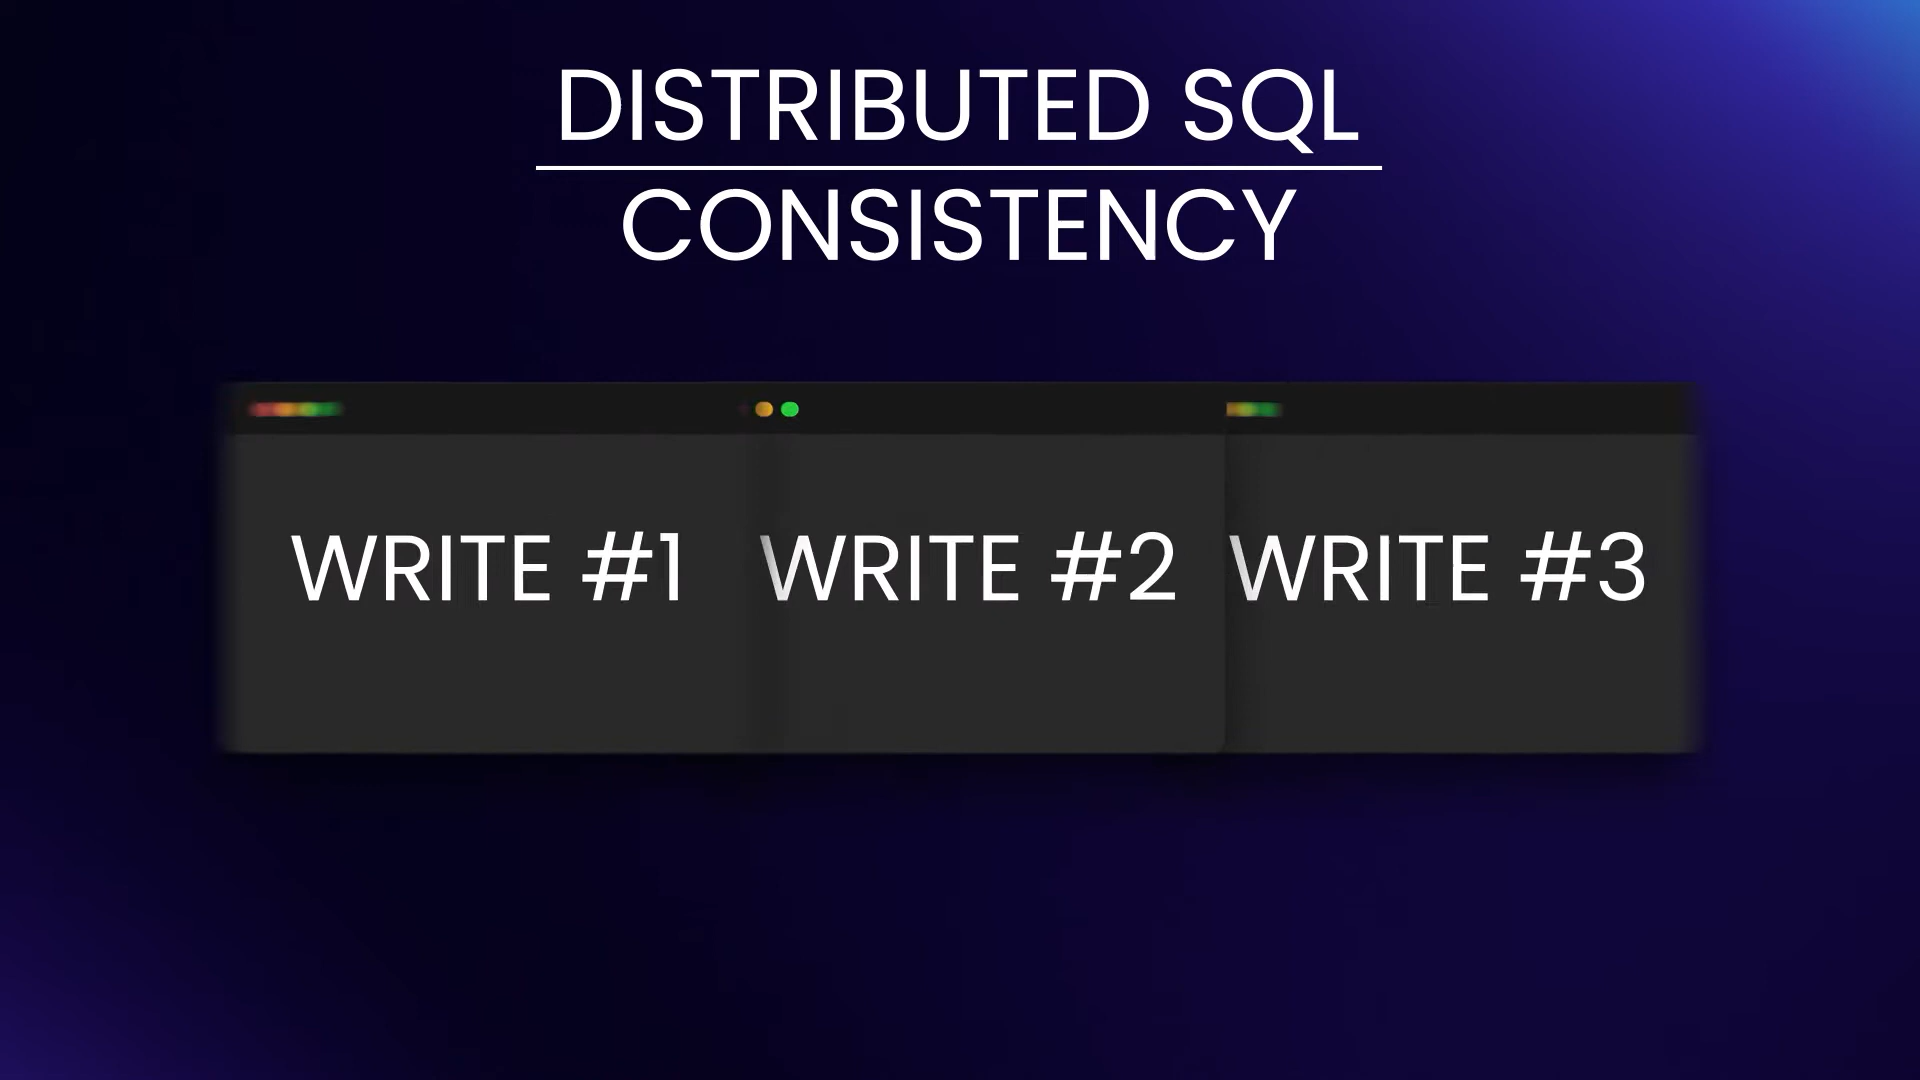 DISTRIBUTED SQL
CONSISTENCY
WRITE #1
WRITE #2
WRITE #3